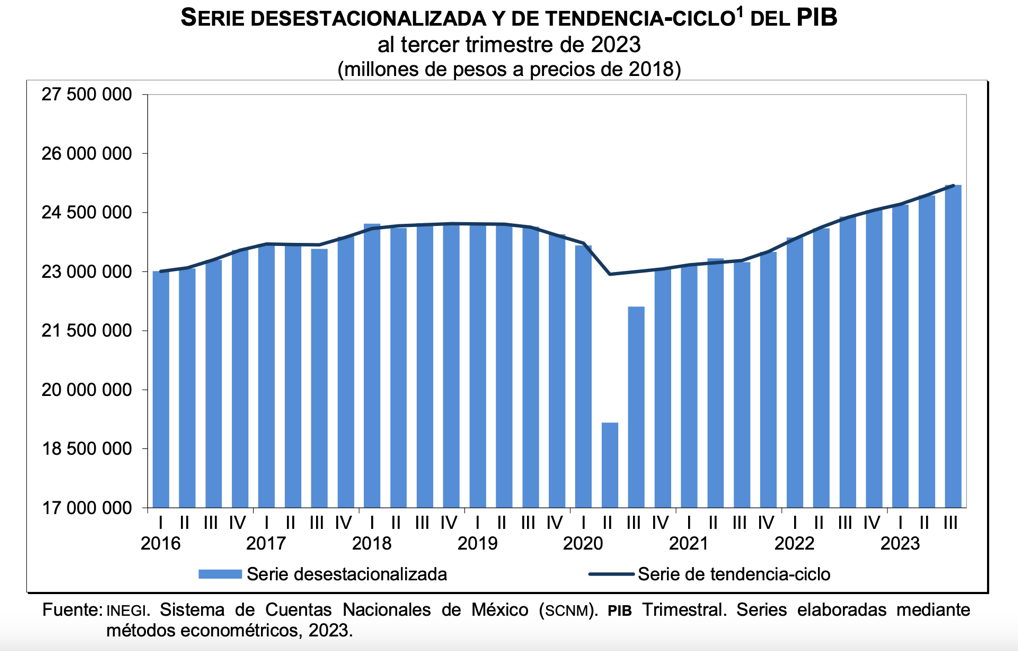 SERIE DESESTACIONALIZADA Y DE TENDENCIA-CICLO¹ DEL PIB
al tercer trimestre de 2023
(millones de pesos a precios de 2018)
27 500 000
26 000 000
24 500 000
23 000 000
21 500 000
20 000 000
18 500 000
17 000 000
I II III IV I II III IV I II III IV I II III IV I II III IV I II III IV I II III IV I II III
2016 2017 2018 2019 2020 2021 2022 2023
Serie desestacionalizada Serie de tendencia-ciclo
Fuente: INEGI. Sistema de Cuentas Nacionales de México (SCNM). PIB Trimestral. Series elaboradas mediante
métodos econométricos, 2023.